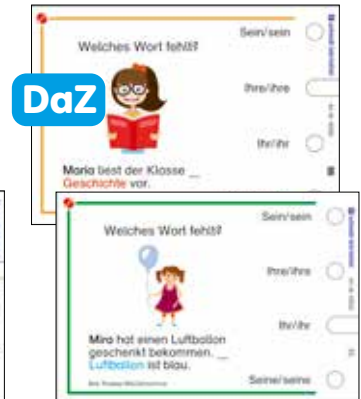 DaZ
Welches Wort fehlt?
Maria liest der Klasse __
Geschichte vor.
Sein/sein
Ihre/ihre
Ihr/ihr
Welches Wort fehlt?
Mira hat einen Luftballon
geschenkt bekommen. __
Luftballon ist blau.
Sein/sein
Ihre/ihre
Ihr/ihr
Seine/seine